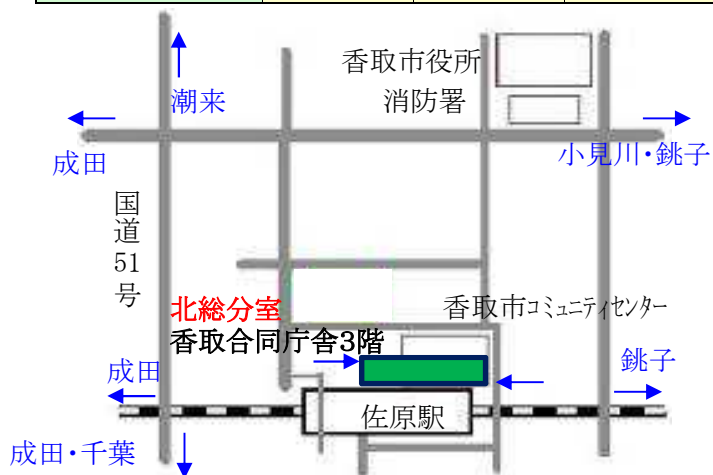 香取市役所
消防署
潮来
成田
小見川・銚子
国道51号
北総分室
香取市コミュニティセンター
香取合同庁舎3階
成田
銚子
佐原駅
成田・千葉